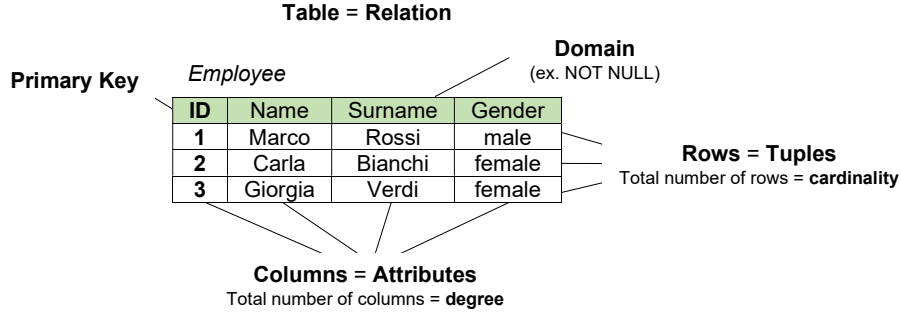 Table = Relation
Domain
(ex. NOT NULL)
Primary Key
Employee
ID Name Surname Gender
1 Marco Rossi male
2 Carla Bianchi female
3 Giorgia Verdi female
Rows = Tuples
Total number of rows = cardinality
Columns = Attributes
Total number of columns = degree